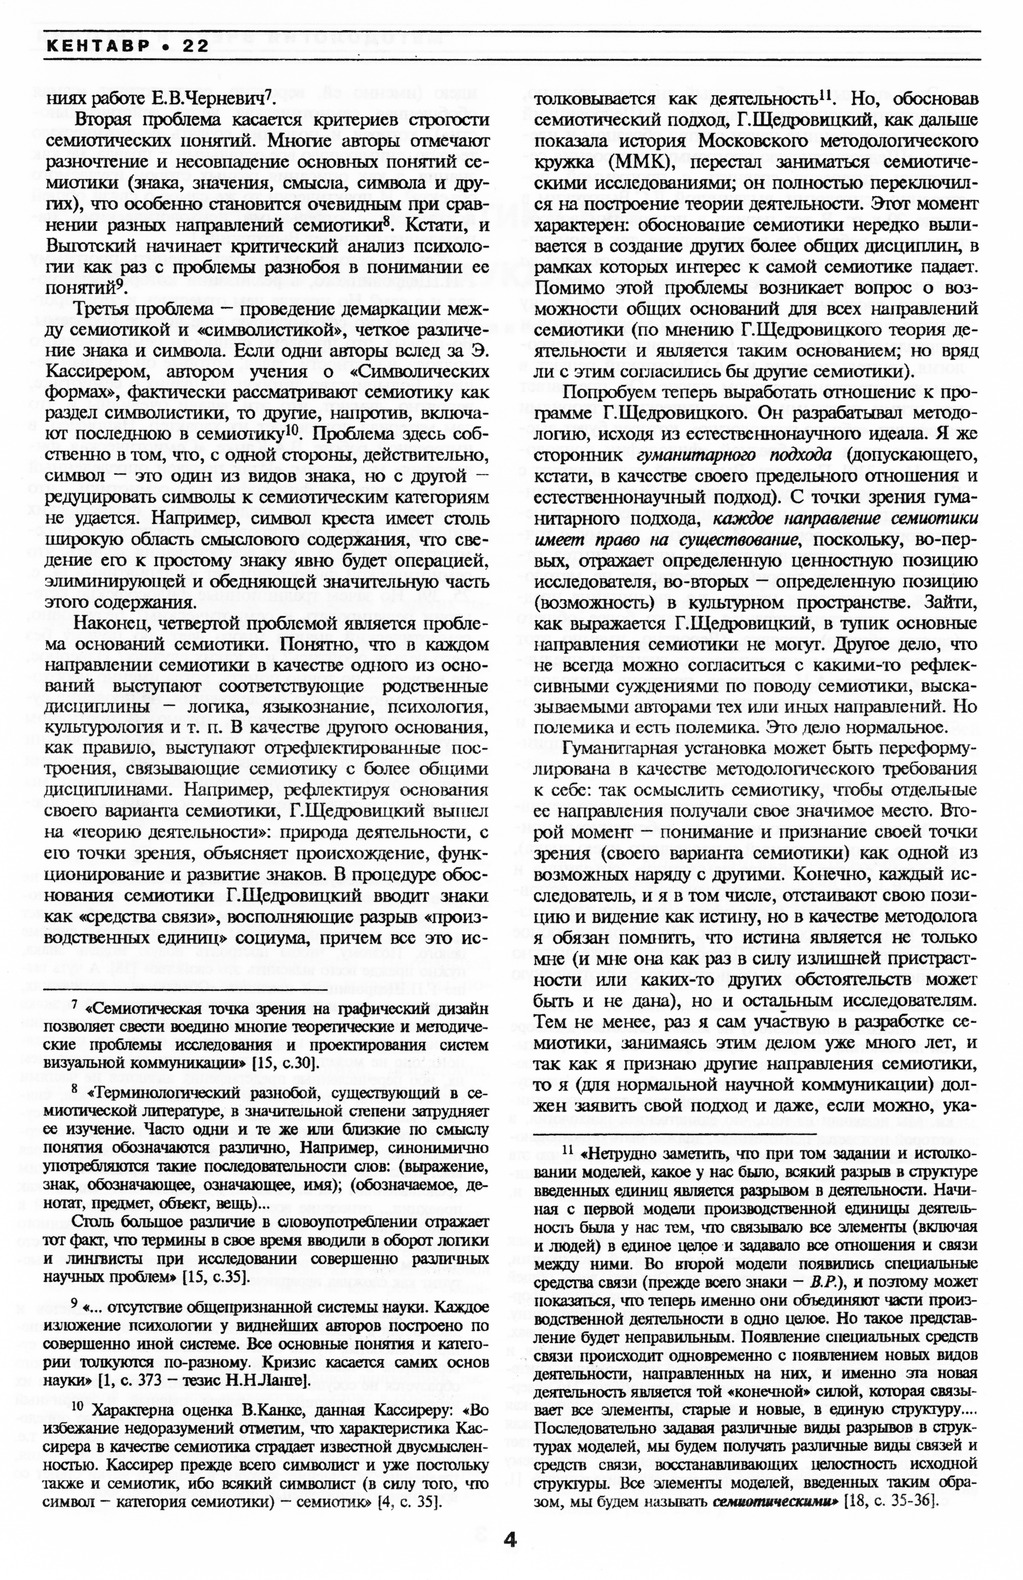 КЕНТАВР • 22
ниях работе Е.В.Черневич⁷.
Вторая проблема касается критериев строгости
семиотических понятий. Многие авторы отмечают
разночтение и несовпадение основных понятий се-
миотики (знака, значения, смысла, символа и дру-
гих), что особенно становится очевидным при срав-
нении разных направлений семиотики⁸. Кстати, и
Выготский начинает критический анализ психоло-
гии как раз с проблемы разнобоя в понимании ее
понятий⁹.
Третья проблема — проведение демаркации меж-
ду семиотикой и «символистикой», четкое различе-
ние знака и символа. Если одни авторы вслед за Э.
Кассирером, автором учения о «Символических
формах», фактически рассматривают семиотику как
раздел символистики, то другие, напротив, включа-
ют последнюю в семиотику¹⁰. Проблема здесь соб-
ственно в том, что, с одной стороны, действительно,
символ — это один из видов знака, но с другой —
редуцировать символы к семиотическим категориям
не удается. Например, символ креста имеет столь
широкую область смыслового содержания, что све-
дение его к простому знаку явно будет операцией,
элиминирующей и обедняющей значительную часть
этого содержания.
Наконец, четвертой проблемой является пробле-
ма оснований семиотики. Понятно, что в каждом
направлении семиотики в качестве одного из осно-
ваний выступают соответствующие родственные
дисциплины — логика, языкознание, психология,
культурология и т. п. В качестве другого основания,
как правило, выступают отрефлектированные пос-
троения, связывающие семиотику с более общими
дисциплинами. Например, рефлектируя основания
своего варианта семиотики, Г.Щедровицкий вышел
на «теорию деятельности»: природа деятельности, с
его точки зрения, объясняет происхождение, функ-
ционирование и развитие знаков. В процедуре обос-
нования семиотики Г.Щедровицкий вводит знаки
как «средства связи», восполняющие разрыв «произ-
водственных единиц» социума, причем все это ис-
⁷ «Семиотическая точка зрения на графический дизайн
позволяет свести воедино многие теоретические и методиче-
ские проблемы исследования и проектирования систем
визуальной коммуникации» [15, с.30].
⁸ «Терминологический разнобой, существующий в се-
миотической литературе, в значительной степени затрудняет
ее изучение. Часто одни и те же или близкие по смыслу
понятия обозначаются различно, Например, синонимично
употребляются такие последовательности слов: (выражение,
знак, обозначающее, означающее, имя); (обозначаемое, де-
нотат, предмет, объект, вещь)...
Столь большое различие в словоупотреблении отражает
тот факт, что термины в свое время вводили в оборот логики
и лингвисты при исследовании совершенно различных
научных проблем» [15, с.35].
⁹ «... отсутствие общепризнанной системы науки. Каждое
изложение психологии у виднейших авторов построено по
совершенно иной системе. Все основные понятия и катего-
рии толкуются по-разному. Кризис касается самих основ
науки» [1, с. 373 — тезис Н.Н.Ланге].
¹⁰ Характерна оценка В.Канке, данная Кассиреру: «Во
избежание недоразумений отметим, что характеристика Кас-
сирера в качестве семиотика страдает известной двусмыслен-
ностью. Кассирер прежде всего символист и уже постольку
также и семиотик, ибо всякий символист (в силу того, что
символ — категория семиотики) — семиотик» [4, с. 35].
толковывается как деятельность¹¹. Но, обосновав
семиотический подход, Г.Щедровицкий, как дальше
показала история Московского методологического
кружка (ММК), перестал заниматься семиотиче-
скими исследованиями; он полностью переключил-
ся на построение теории деятельности. Этот момент
характерен: обоснование семиотики нередко выли-
вается в создание других более общих дисциплин, в
рамках которых интерес к самой семиотике падает.
Помимо этой проблемы возникает вопрос о воз-
можности общих оснований для всех направлений
семиотики (по мнению Г.Щедровицкого теория де-
ятельности и является таким основанием; но вряд
ли с этим согласились бы другие семиотики).
Попробуем теперь выработать отношение к про-
грамме Г.Щедровицкого. Он разрабатывал методо-
логию, исходя из естественнонаучного идеала. Я же
сторонник гуманитарного подхода (допускающего,
кстати, в качестве своего предельного отношения и
естественнонаучный подход). С точки зрения гума-
нитарного подхода, каждое направление семиотики
имеет право на существование, поскольку, во-пер-
вых, отражает определенную ценностную позицию
исследователя, во-вторых — определенную позицию
(возможность) в культурном пространстве. Зайти,
как выражается Г.Щедровицкий, в тупик основные
направления семиотики не могут. Другое дело, что
не всегда можно согласиться с какими-то рефлек-
сивными суждениями по поводу семиотики, выска-
зываемыми авторами тех или иных направлений. Но
полемика и есть полемика. Это дело нормальное.
Гуманитарная установка может быть переформу-
лирована в качестве методологического требования
к себе: так осмыслить семиотику, чтобы отдельные
ее направления получали свое значимое место. Вто-
рой момент — понимание и признание своей точки
зрения (своего варианта семиотики) как одной из
возможных наряду с другими. Конечно, каждый ис-
следователь, и я в том числе, отстаивают свою пози-
цию и видение как истину, но в качестве методолога
я обязан помнить, что истина является не только
мне (и мне она как раз в силу излишней пристраст-
ности или каких-то других обстоятельств может
быть и не дана), но и остальным исследователям.
Тем не менее, раз я сам участвую в разработке се-
миотики, занимаясь этим делом уже много лет, и
так как я признаю другие направления семиотики,
то я (для нормальной научной коммуникации) дол-
жен заявить свой подход и даже, если можно, ука-
¹¹ «Нетрудно заметить, что при том задании и истолко-
вании моделей, какое у нас было, всякий разрыв в структуре
введенных единиц является разрывом в деятельности. Начи-
ная с первой модели производственной единицы деятель-
ность была у нас тем, что связывало все элементы (включая
и людей) в единое целое и задавало все отношения и связи
между ними. Во второй модели появились специальные
средства связи (прежде всего знаки — В.Р.), и поэтому может
показаться, что теперь именно они объединяют части произ-
водственной деятельности в одно целое. Но такое представ-
ление будет неправильным. Появление специальных средств
связи происходит одновременно с появлением новых видов
деятельности, направленных на них, и именно эта новая
деятельность является той «конечной» силой, которая связы-
вает все элементы, старые и новые, в единую структуру....
Последовательно задавая различные виды разрывов в струк-
турах моделей, мы будем получать различные виды связей и
средств связи, восстанавливающих целостность исходной
структуры. Все элементы моделей, введенных таким обра-
зом, мы будем называть семиотическими» [18, с. 35-36].
4